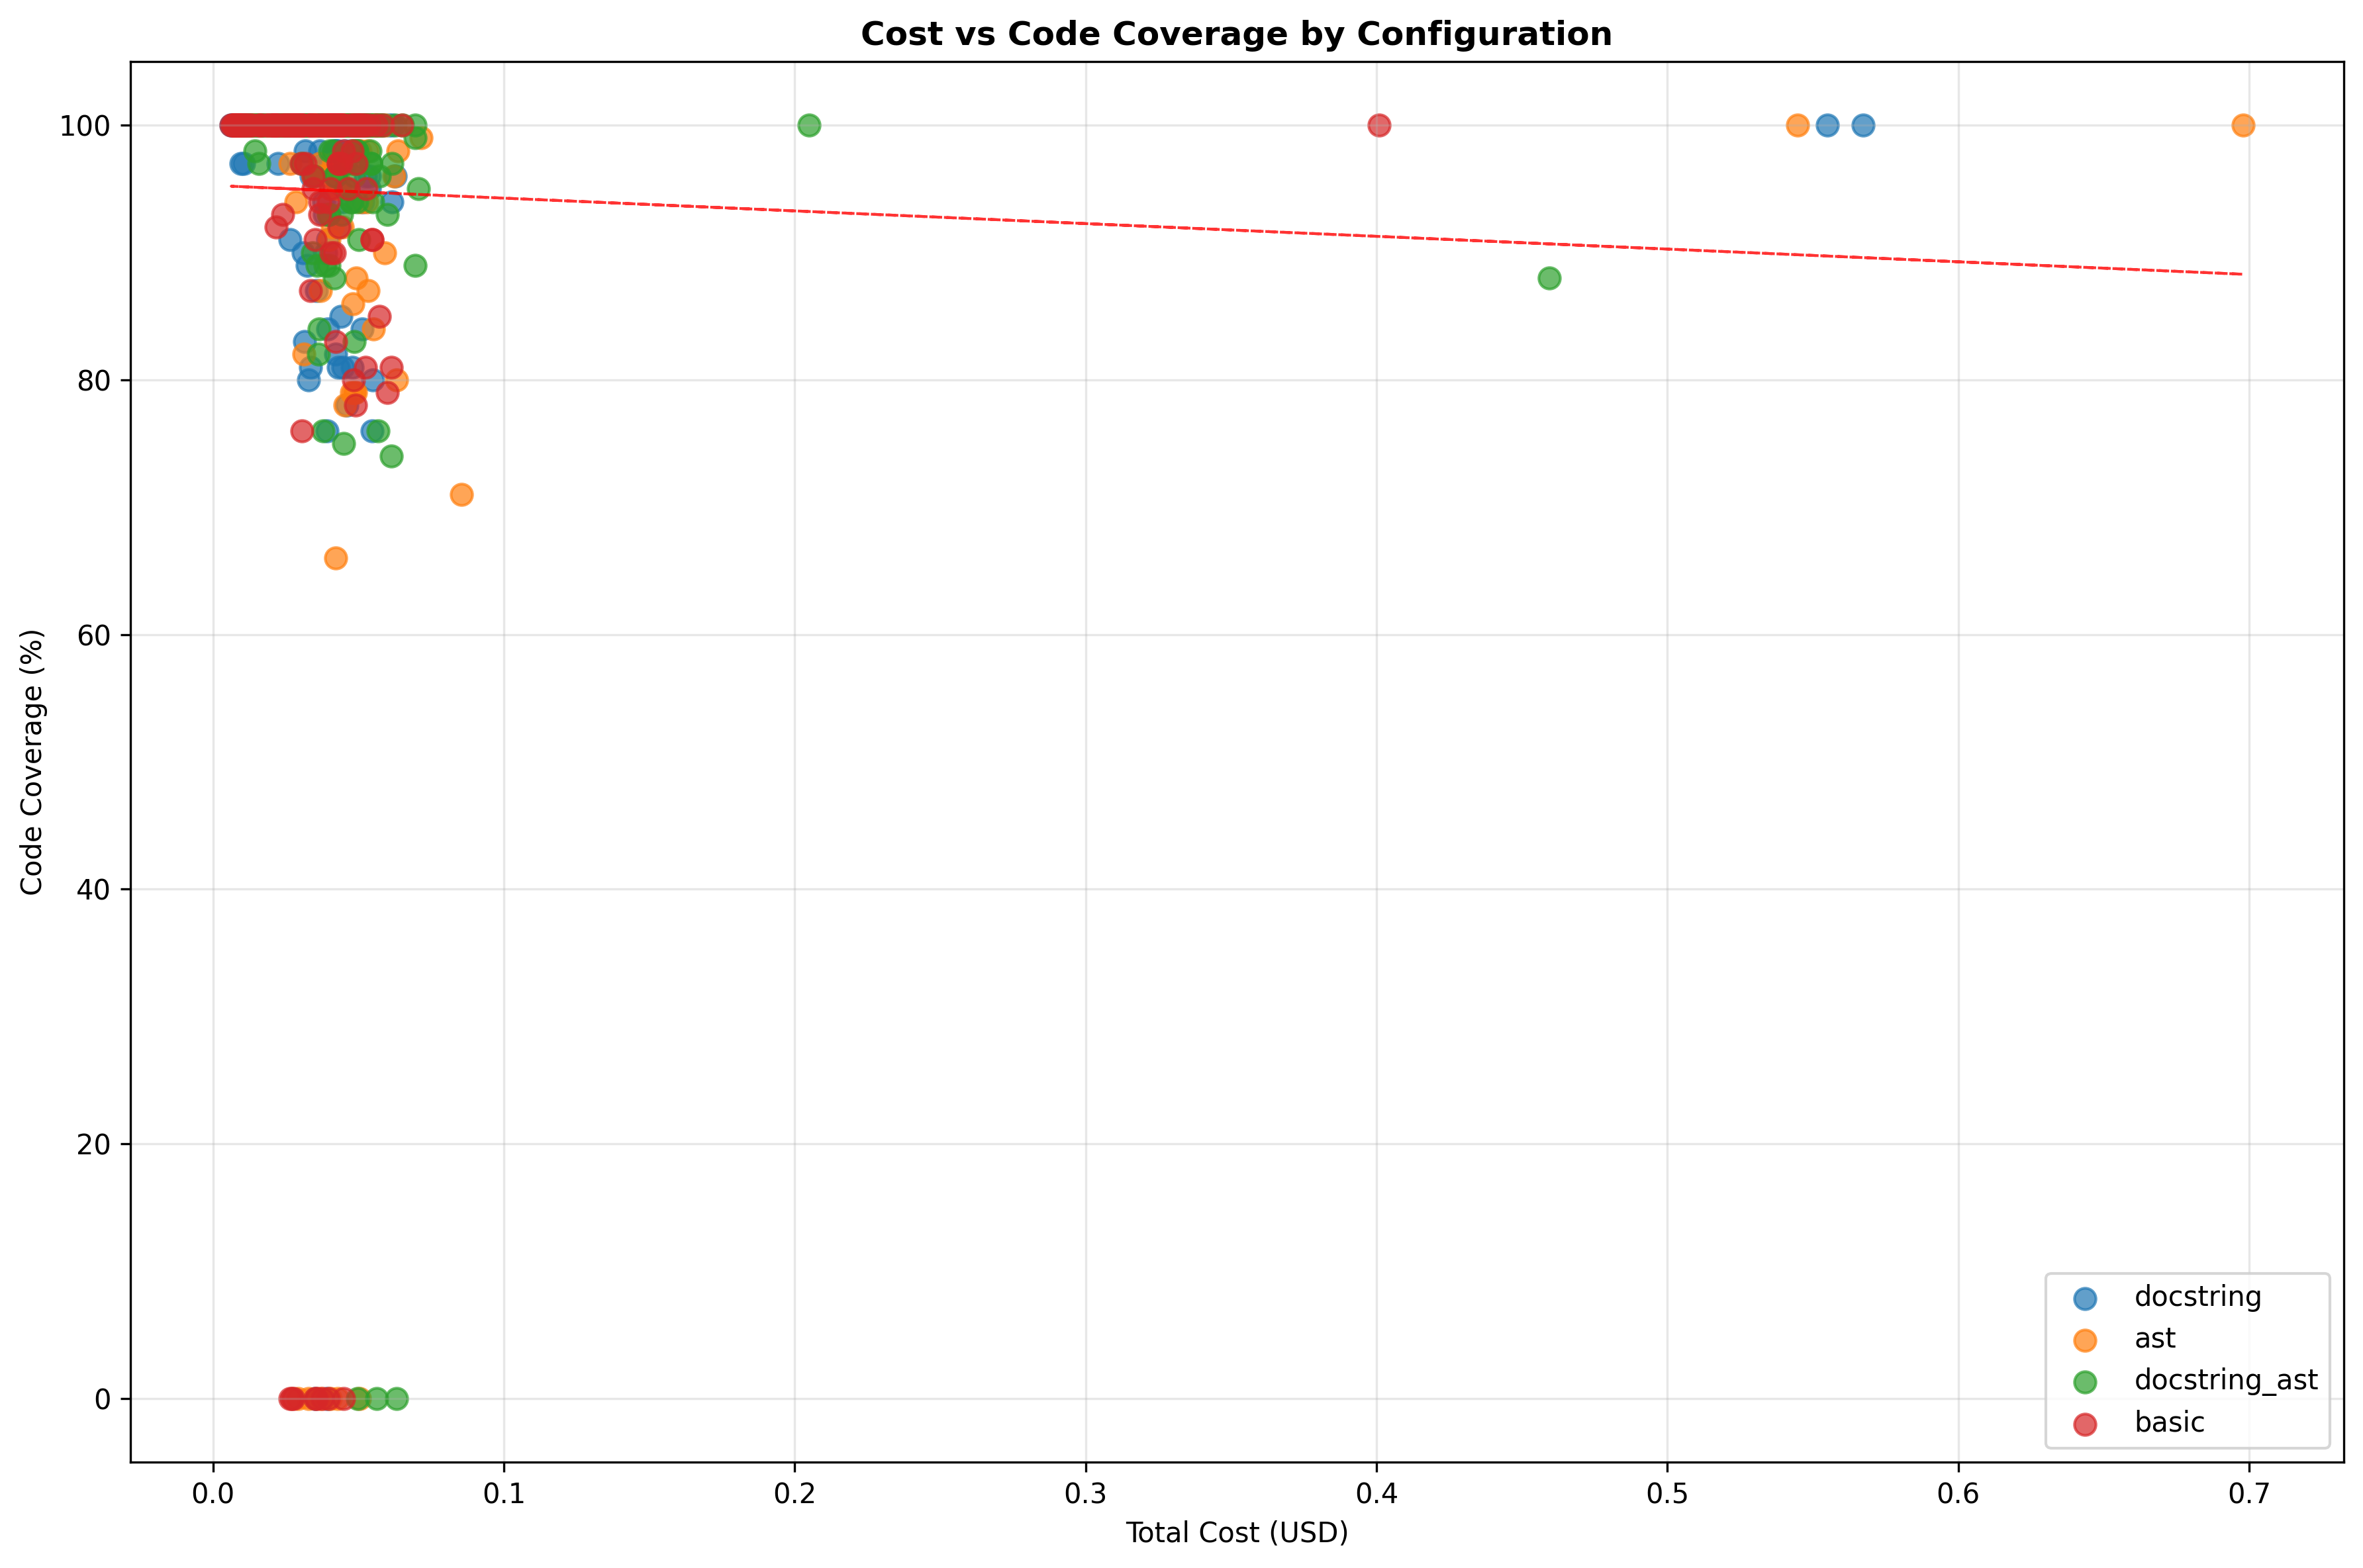 Cost vs Code Coverage by Configuration
Code Coverage (%)
100
80
60
40
20
0
0.0 0.1 0.2 0.3 0.4 0.5 0.6 0.7
Total Cost (USD)
docstring
ast
docstring_ast
basic